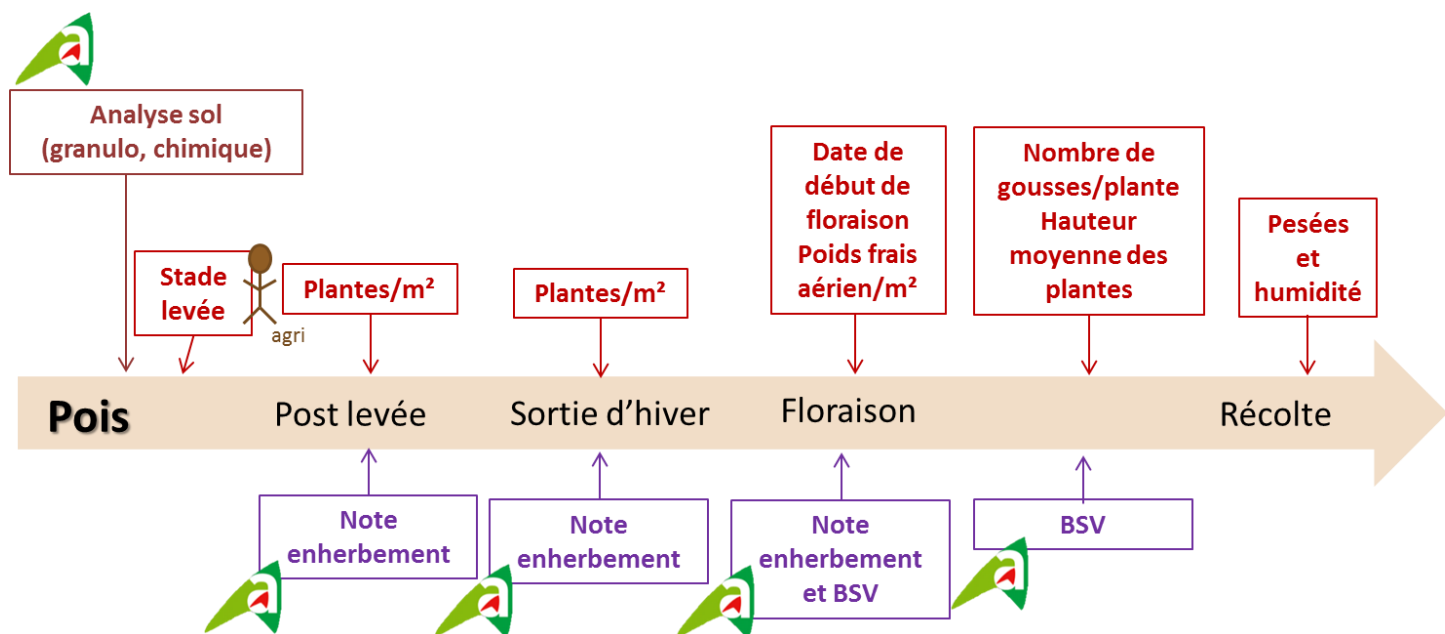 Analyse sol
(granulo, chimique)
Stade
levée
agri
Plantes/m²
Plantes/m²
Date de
début de
floraison
Poids frais
aérien/m²
Nombre de
gousses/plante
Hauteur
moyenne des
plantes
Pesées
et
humidité
Pois
Post levée
Sortie d’hiver
Floraison
Récolte
Note
enherbement
Note
enherbement
Note
enherbement
et BSV
BSV